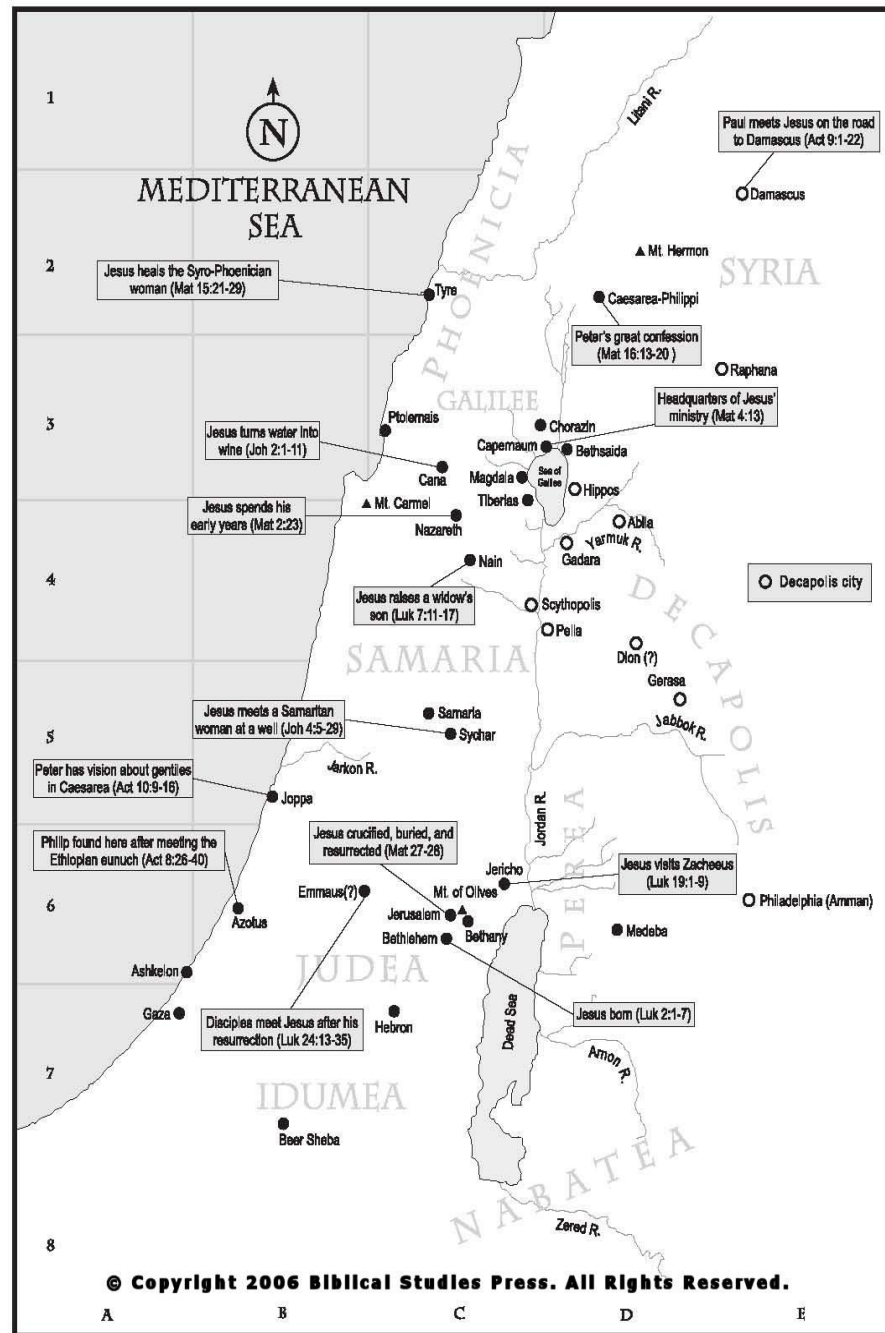 1
N
Litani R.
Paul meets Jesus on the road
to Damascus (Act 9:1-22)
MEDITERRANEAN
SEA
PHOENICIA
Damascus
2
Mt. Hermon
SYRIA
Jesus heals the Syro-Phoenician
woman (Mat 15:21-29)
Tyre
Caesarea-Philippi
Peter's great confession
(Mat 16:13-20 )
Raphana
GALILEE
Headquarters of Jesus'
ministry (Mat 4:13)
3
Ptolemais
Chorazin
Jesus turns water into
wine (Joh 2:1-11)
Capernaum
Bethsaida
Cana
Magdala
Sea of
Galilee
Hippos
Mt. Carmel
Tiberias
Jesus spends his
early years (Mat 2:23)
Nazareth
Abila
Yarmuk R.
Gadara
4
Nain
Decapolis city
Jesus raises a widow's
son (Luk 7:11-17)
Scythopolis
Pella
DECAPOLIS
SAMARIA
Dion (?)
Gerasa
Jesus meets a Samaritan
woman at a well (Joh 4:5-29)
Samaria
Sychar
Jabbok R.
5
Jarkon R.
Peter has vision about gentiles
in Caesarea (Act 10:9-16)
Joppa
Jordan R.
PEREA
Philip found here after meeting the
Ethiopian eunuch (Act 8:26-40)
Jesus crucified, buried, and
resurrected (Mat 27-28)
Jericho
Jesus visits Zacheeus
(Luk 19:1-9)
6
Emmaus(?)
Mt. of Olives
Philadelphia (Amman)
Azotus
Jerusalem
Bethany
Medeba
Bethlehem
JUDEA
Ashkelon
Gaza
Disciples meet Jesus after his
resurrection (Luk 24:13-35)
Hebron
Dead Sea
Jesus born (Luk 2:1-7)
7
Arnon R.
IDUMEA
Beer Sheba
NABATEA
Zered R.
8
© Copyright 2006 Biblical Studies Press. All Rights Reserved.
A B C D E